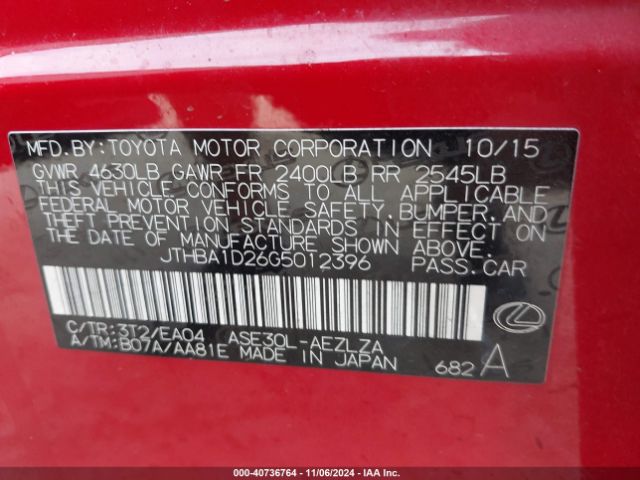 MFD. BY: TOYOTA MOTOR CORPORATION 10/15
GVWR 4630LB GAWR FR 2400LB RR 2545LB
THIS VEHICLE CONFORMS TO ALL APPLICABLE
FEDERAL MOTOR VEHICLE SAFETY, BUMPER, AND
THEFT PREVENTION STANDARDS IN EFFECT ON
THE DATE OF MANUFACTURE SHOWN ABOVE.
JTHBA1D26G5012396 PASS. CAR
C/TR: 3T2/EA04 ASE30L-AEZLZA
A/TM: B07A/AA81E MADE IN JAPAN
682 A
000-40736764 - 11/06/2024 - IAA Inc.